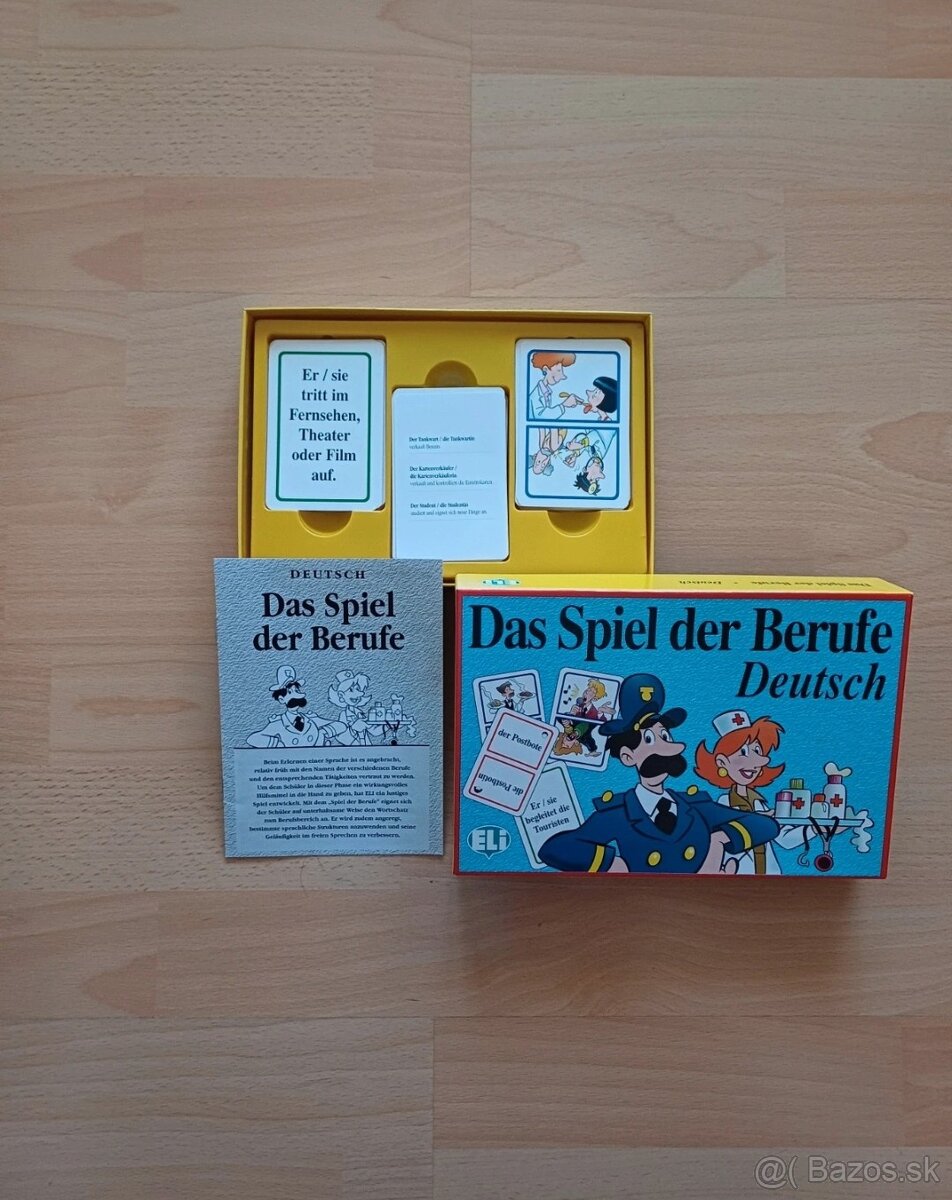 Er / sie
tritt im
Fernsehen,
Theater
oder Film
auf.
Der Tankwart / die Tankwartin
verkauft Benzin.
Der Kartenverkäufer /
die Kartenverkäuferin
verkauft und kontrolliert die Eintrittskarten.
Der Student / die Studentin
studiert und eignet sich neue Dinge an.
DEUTSCH
Das Spiel
der Berufe
Beim Erlernen einer Sprache ist es angebracht,
relativ früh mit den Namen der verschiedenen Berufe
und den entsprechenden Tätigkeiten vertraut zu werden.
Um dem Schüler in dieser Phase ein wirkungsvolles
Hilfsmittel in die Hand zu geben, hat ELI ein lustiges
Spiel entwickelt. Mit dem „Spiel der Berufe" eignet sich
der Schüler auf unterhaltsame Weise den Wortschatz
zum Berufsbereich an. Er wird zudem angeregt,
bestimmte sprachliche Strukturen anzuwenden und seine
Geläufigkeit im freien Sprechen zu verbessern.
ELi
Das Spiel der Berufe • Deutsch
Das Spiel der Berufe
Deutsch
der Postbote
die Postbotin
Er / sie
begleitet die
Touristen
ELi
@( Bazos.sk